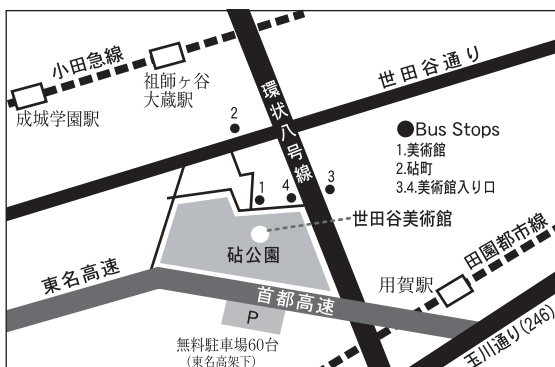 小田急線
祖師ヶ谷
大蔵駅
成城学園駅
環状八号線
世田谷通り
2
●Bus Stops
1.美術館
2.砧町
3.4.美術館入り口
1
4
3
世田谷美術館
砧公園
田園都市線
用賀駅
東名高速
首都高速
P
無料駐車場60台
(東名高架下)
玉川通り(246)